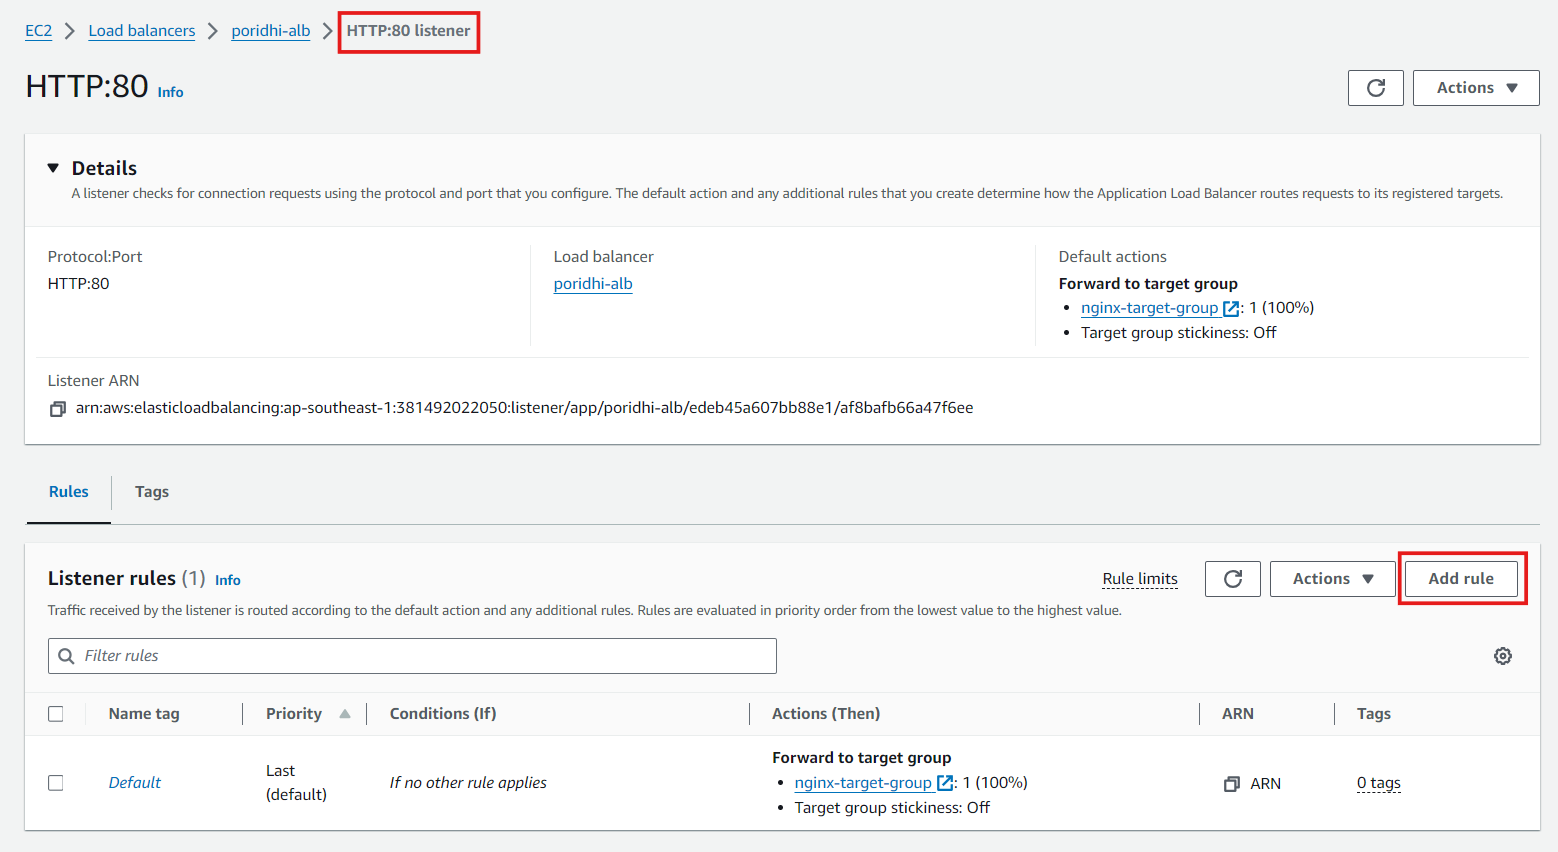 EC2 Load balancers poridhi-alb HTTP:80 listener
HTTP:80 Info
Actions
Details
A listener checks for connection requests using the protocol and port that you configure. The default action and any additional rules that you create determine how the Application Load Balancer routes requests to its registered targets.
Protocol:Port
HTTP:80
Load balancer
poridhi-alb
Default actions
Forward to target group
• nginx-target-group : 1 (100%)
• Target group stickiness: Off
Listener ARN
arn:aws:elasticloadbalancing:ap-southeast-1:381492022050:listener/app/poridhi-alb/edeb45a607bb88e1/af8bafb66a47f6ee
Rules Tags
Listener rules (1) Info
Rule limits Actions Add rule
Traffic received by the listener is routed according to the default action and any additional rules. Rules are evaluated in priority order from the lowest value to the highest value.
Filter rules
Name tag Priority Conditions (If) Actions (Then) ARN Tags
Default
Last
(default)
If no other rule applies
Forward to target group
• nginx-target-group : 1 (100%)
• Target group stickiness: Off
ARN
0 tags